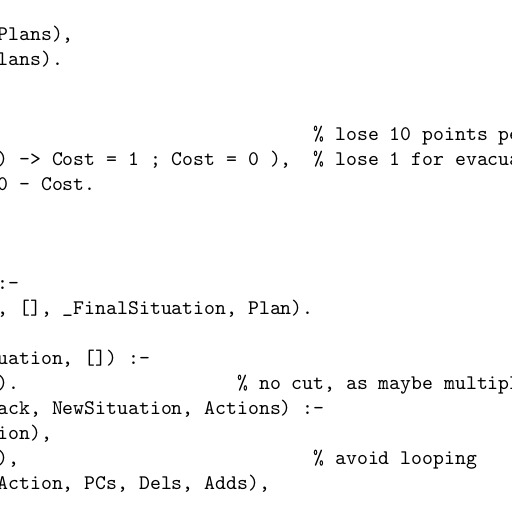 Plans),
lans).
% lose 10 points pe
) -> Cost = 1 ; Cost = 0 ), % lose 1 for evacua
0 - Cost.
:-
, [], _FinalSituation, Plan).
uation, []) :-
). % no cut, as maybe multipl
ack, NewSituation, Actions) :-
ion),
), % avoid looping
Action, PCs, Dels, Adds),